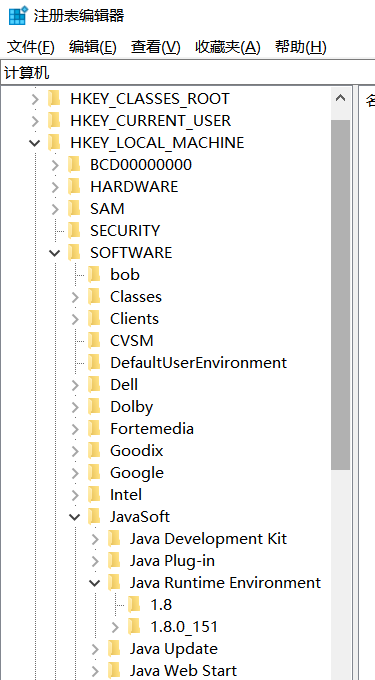 注册表编辑器
文件(F) 编辑(E) 查看(V) 收藏夹(A) 帮助(H)
计算机
HKEY_CLASSES_ROOT
HKEY_CURRENT_USER
HKEY_LOCAL_MACHINE
BCD00000000
HARDWARE
SAM
SECURITY
SOFTWARE
bob
Classes
Clients
CVSM
DefaultUserEnvironment
Dell
Dolby
Fortemedia
Goodix
Google
Intel
JavaSoft
Java Development Kit
Java Plug-in
Java Runtime Environment
1.8
1.8.0_151
Java Update
Java Web Start